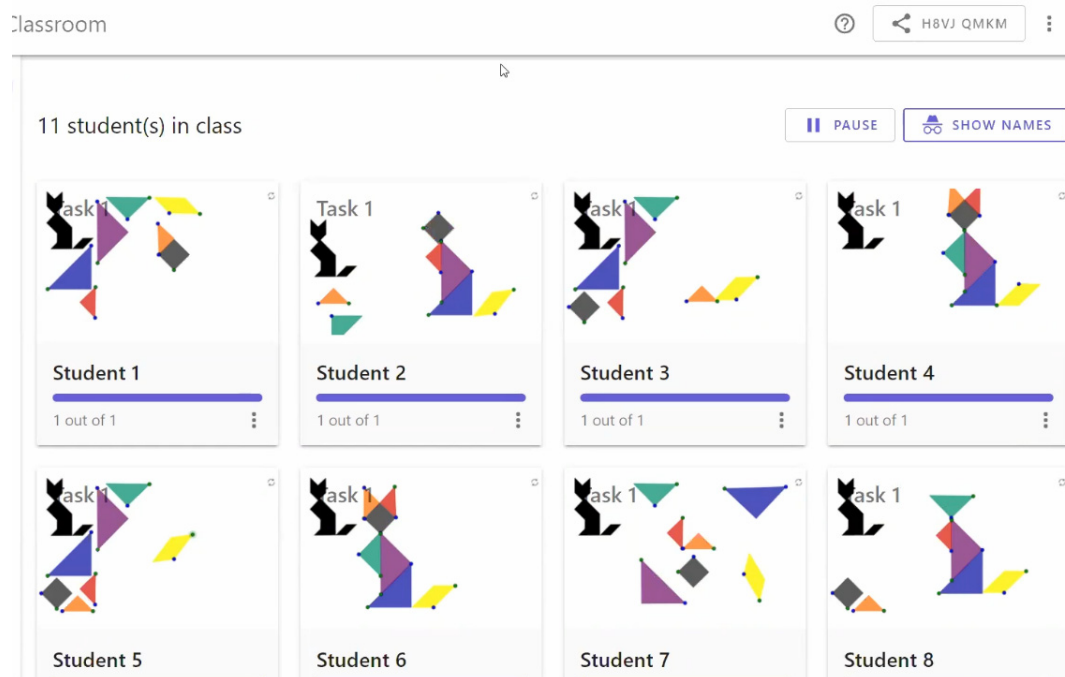 Classroom
H8VJ QMKM
11 student(s) in class
PAUSE
SHOW NAMES
Task 1
Task 1
Task 1
Task 1
Student 1
Student 2
Student 3
Student 4
1 out of 1
1 out of 1
1 out of 1
1 out of 1
Task 1
Task 1
Task 1
Task 1
Student 5
Student 6
Student 7
Student 8